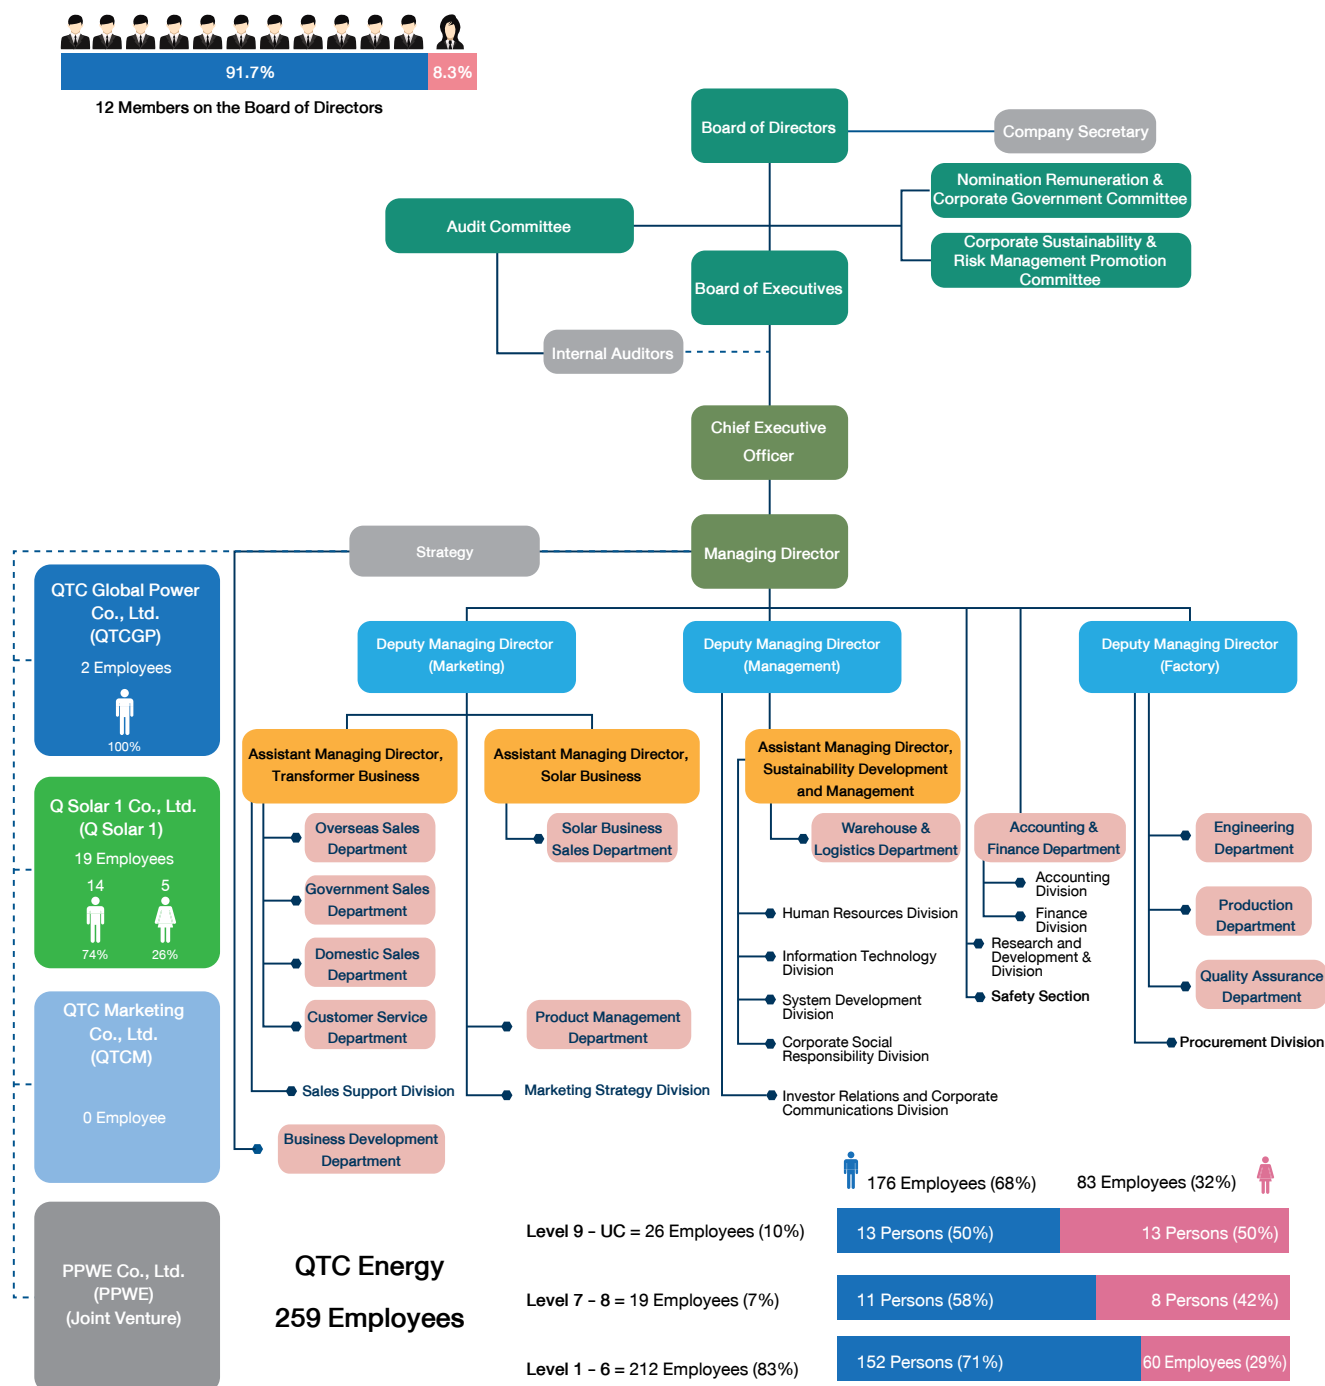 91.7%
8.3%
12 Members on the Board of Directors
Board of Directors
Company Secretary
Nomination Remuneration &
Corporate Government Committee
Audit Committee
Corporate Sustainability &
Risk Management Promotion
Committee
Board of Executives
Internal Auditors
Chief Executive
Officer
Strategy
Managing Director
QTC Global Power
Co., Ltd.
(QTCGP)
2 Employees
100%
Q Solar 1 Co., Ltd.
(Q Solar 1)
19 Employees
14
5
74%
26%
QTC Marketing
Co., Ltd.
(QTCM)
0 Employee
PPWE Co., Ltd.
(PPWE)
(Joint Venture)
Deputy Managing Director
(Marketing)
Deputy Managing Director
(Management)
Deputy Managing Director
(Factory)
Assistant Managing Director,
Transformer Business
Assistant Managing Director,
Solar Business
Assistant Managing Director,
Sustainability Development
and Management
Overseas Sales
Department
Government Sales
Department
Domestic Sales
Department
Customer Service
Department
Sales Support Division
Business Development
Department
Solar Business
Sales Department
Product Management
Department
Marketing Strategy Division
Warehouse &
Logistics Department
Human Resources Division
Information Technology
Division
System Development
Division
Corporate Social
Responsibility Division
Investor Relations and Corporate
Communications Division
Accounting &
Finance Department
Accounting
Division
Finance
Division
Research and
Development &
Division
Safety Section
Engineering
Department
Production
Department
Quality Assurance
Department
Procurement Division
QTC Energy
259 Employees
176 Employees (68%)
83 Employees (32%)
Level 9 - UC = 26 Employees (10%)
13 Persons (50%)
13 Persons (50%)
Level 7 - 8 = 19 Employees (7%)
11 Persons (58%)
8 Persons (42%)
Level 1 - 6 = 212 Employees (83%)
152 Persons (71%)
60 Employees (29%)